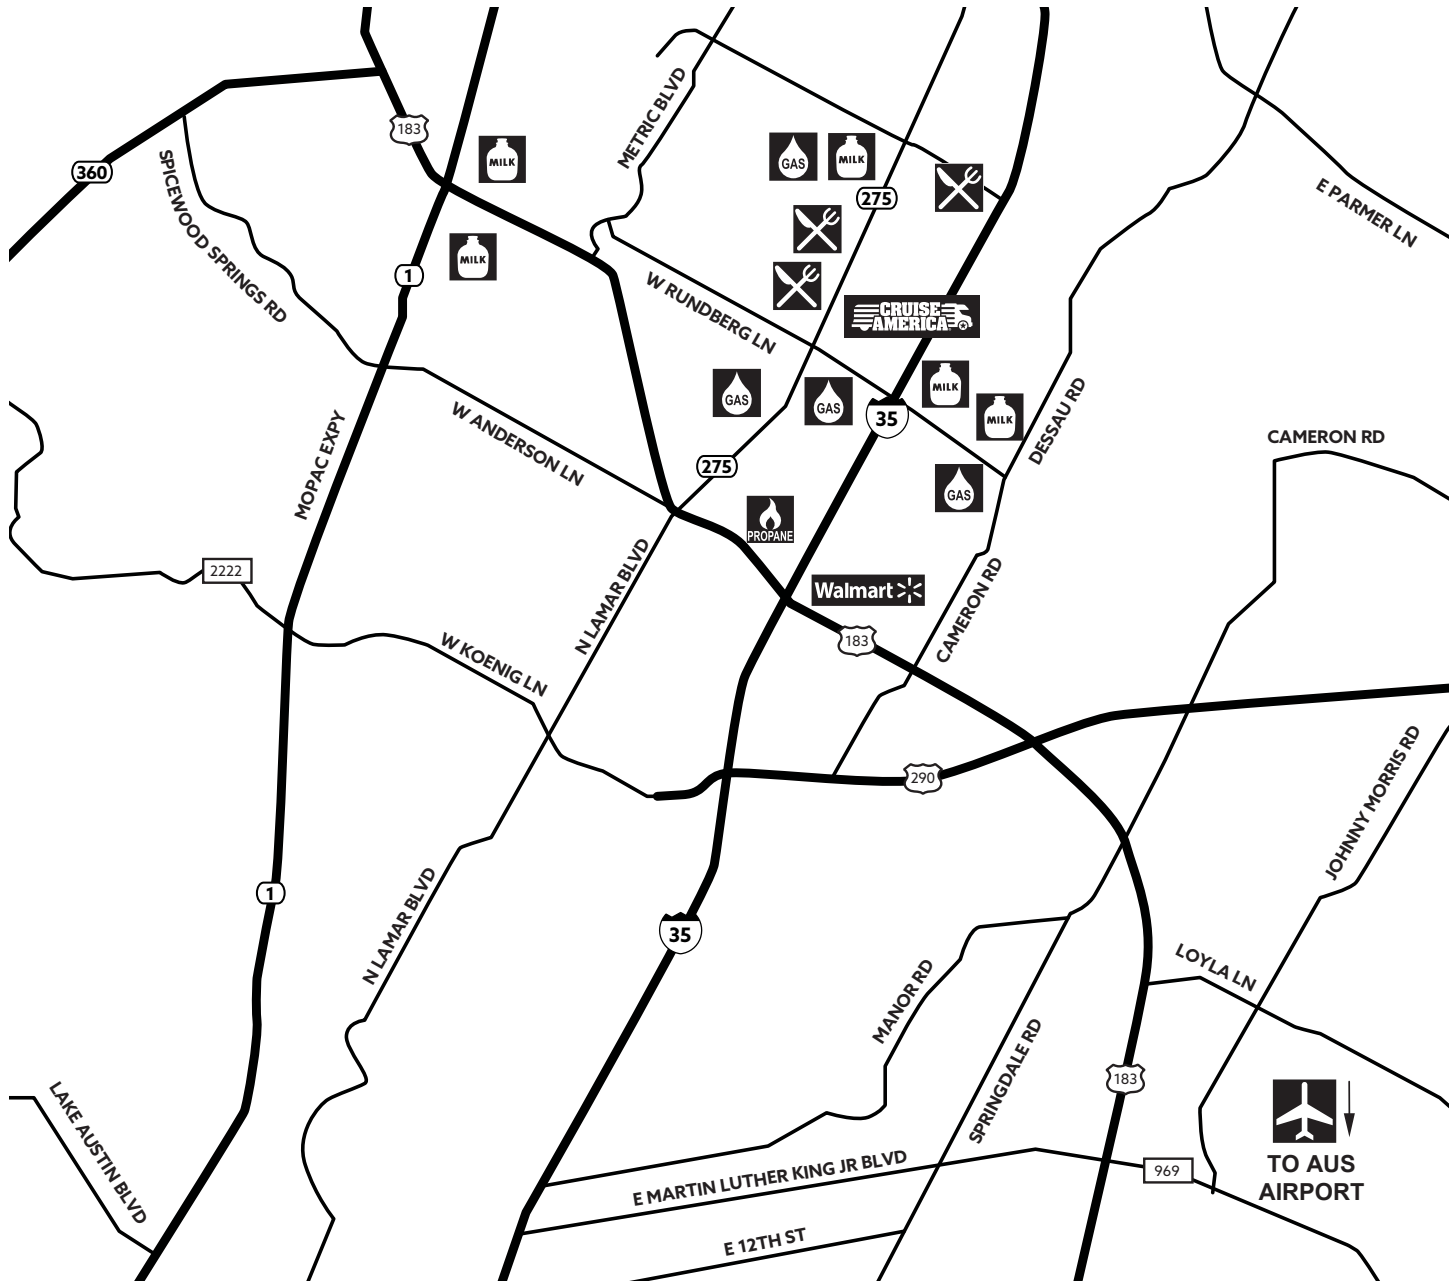 METRIC BLVD
183
MILK
GAS
MILK
360
SPICEWOOD SPRINGS RD
275
E PARMER LN
MILK
1
W RUNDBERG LN
CRUISE
AMERICA
MILK
GAS
GAS
MILK
35
DESSAU RD
MOPAC EXPY
W ANDERSON LN
CAMERON RD
275
GAS
PROPANE
2222
N LAMAR BLVD
Walmart
CAMERON RD
183
W KOENIG LN
290
JOHNNY MORRIS RD
1
N LAMAR BLVD
35
MANOR RD
LOYLA LN
SPRINGDALE RD
183
LAKE AUSTIN BLVD
E MARTIN LUTHER KING JR BLVD
969
TO AUS
AIRPORT
E 12TH ST